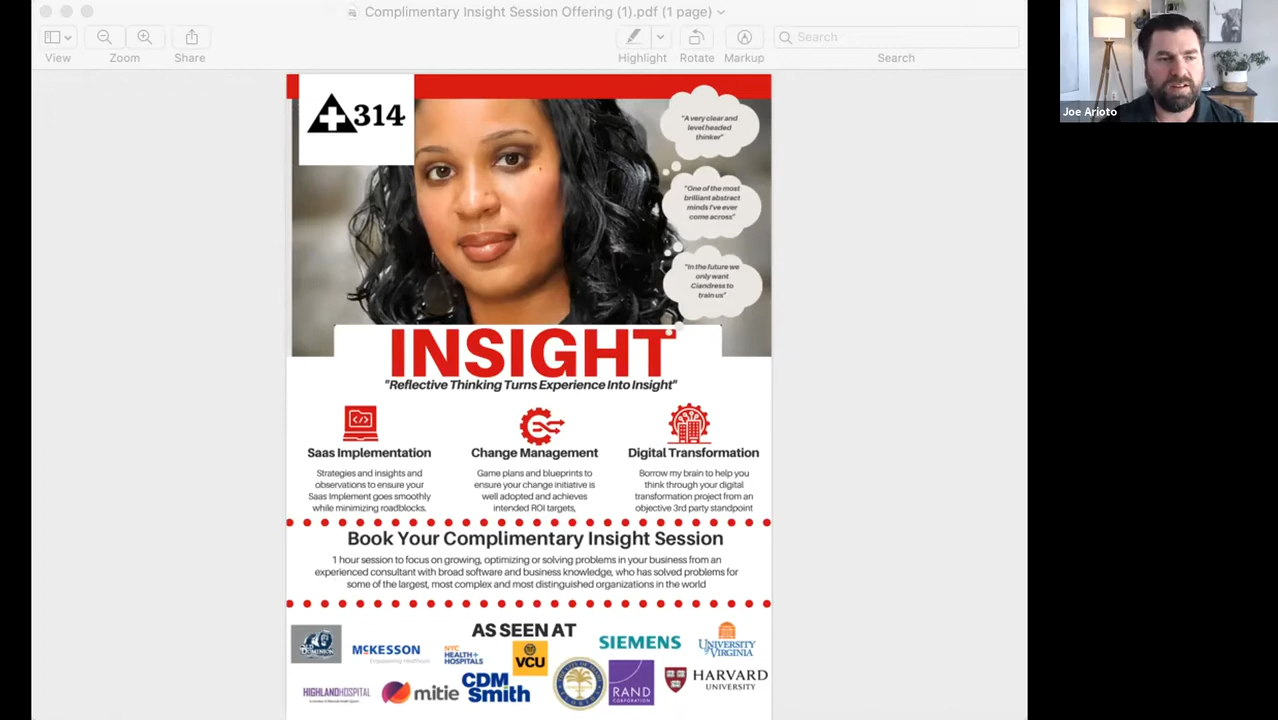 Complimentary Insight Session Offering (1).pdf (1 page)
View
Zoom
Share
Highlight
Rotate
Markup
Search
Search
Joe Arioto
314
"A very clear and
level headed
thinker"
"One of the most
brilliant abstract
minds I've ever
come across"
"In the future we
only want
Ciandress to
train us"
INSIGHT
"Reflective Thinking Turns Experience Into Insight"
Saas Implementation
Strategies and insights and
observations to ensure your
Saas Implement goes smoothly
while minimizing roadblocks.
Change Management
Game plans and blueprints to
ensure your change initiative is
well adopted and achieves
intended ROI targets,
Digital Transformation
Borrow my brain to help you
think through your digital
transformation project from an
objective 3rd party standpoint
Book Your Complimentary Insight Session
1 hour session to focus on growing, optimizing or solving problems in your business from an
experienced consultant with broad software and business knowledge, who has solved problems for
some of the largest, most complex and most distinguished organizations in the world
AS SEEN AT
MCKESSON
Empowering Healthcare
NYC
HEALTH+
HOSPITALS
VCU
SIEMENS
UNIVERSITY
of VIRGINIA
HIGHLAND HOSPITAL
mitie
CDM
Smith
RAND
CORPORATION
HARVARD
UNIVERSITY